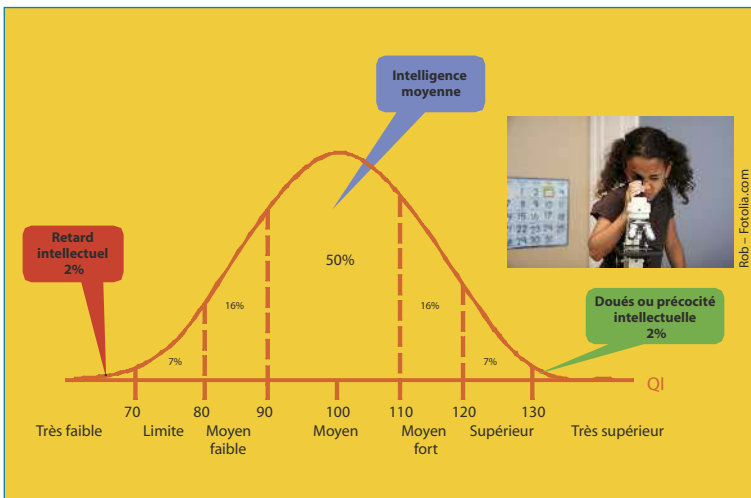 Intelligence
moyenne
Retard
intellectuel
2%
50%
16%
16%
7%
7%
Doués ou précocité
intellectuelle
2%
Rob – Fotolia.com
QI
70 80 90 100 110 120 130
Très faible Limite Moyen faible Moyen Moyen fort Supérieur Très supérieur